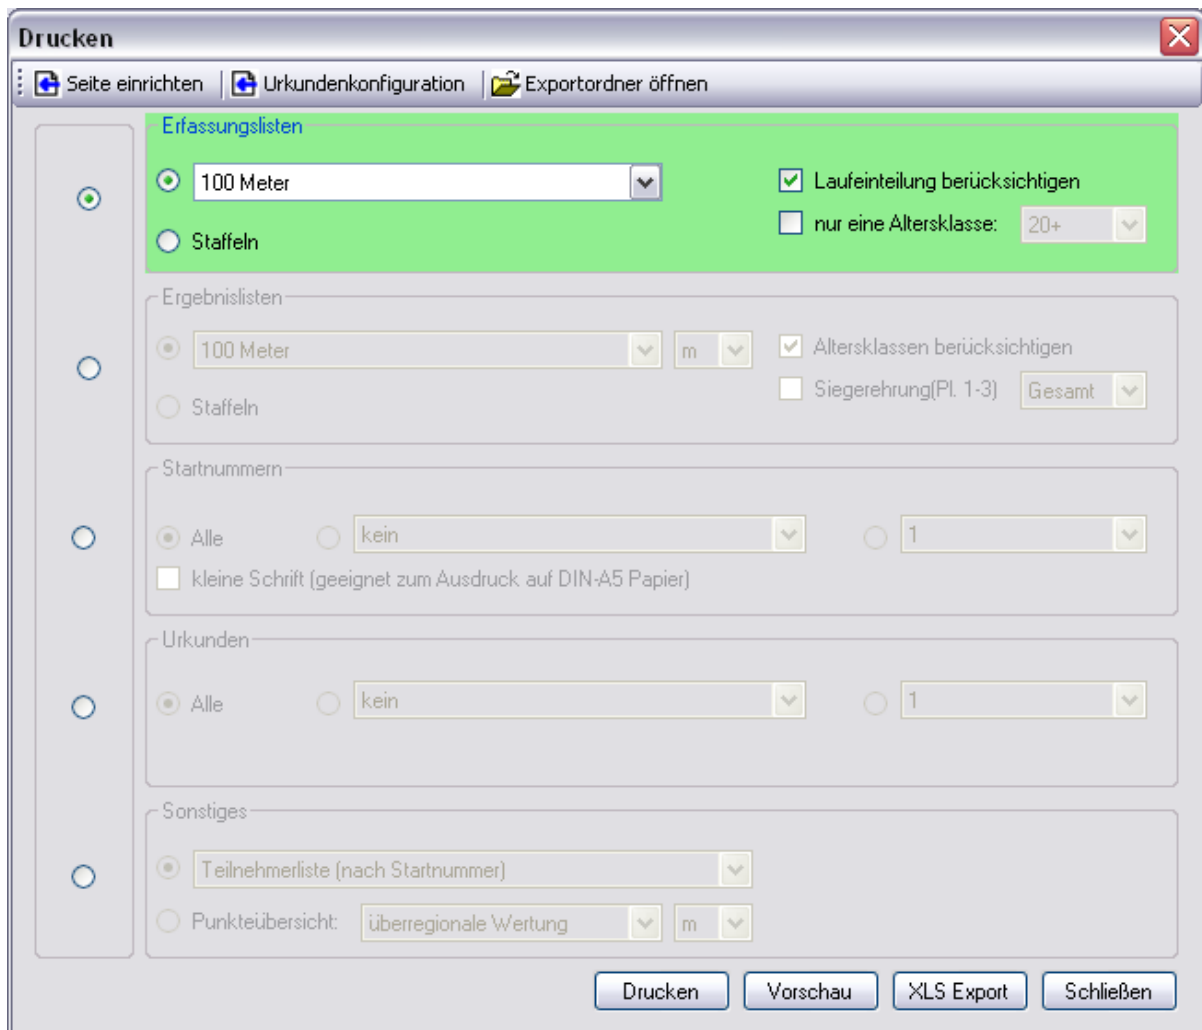 Drucken
Seite einrichten Urkundenkonfiguration Exportordner öffnen
Erfassungslisten
100 Meter Laufeinteilung berücksichtigen
Staffeln nur eine Altersklasse: 20+
Ergebnislisten
100 Meter m Altersklassen berücksichtigen
Staffeln Siegerehrung(Pl. 1-3) Gesamt
Startnummern
Alle kein 1
kleine Schrift (geeignet zum Ausdruck auf DIN-A5 Papier)
Urkunden
Alle kein 1
Sonstiges
Teilnehmerliste (nach Startnummer)
Punkteübersicht: überregionale Wertung m
Drucken Vorschau XLS Export Schließen